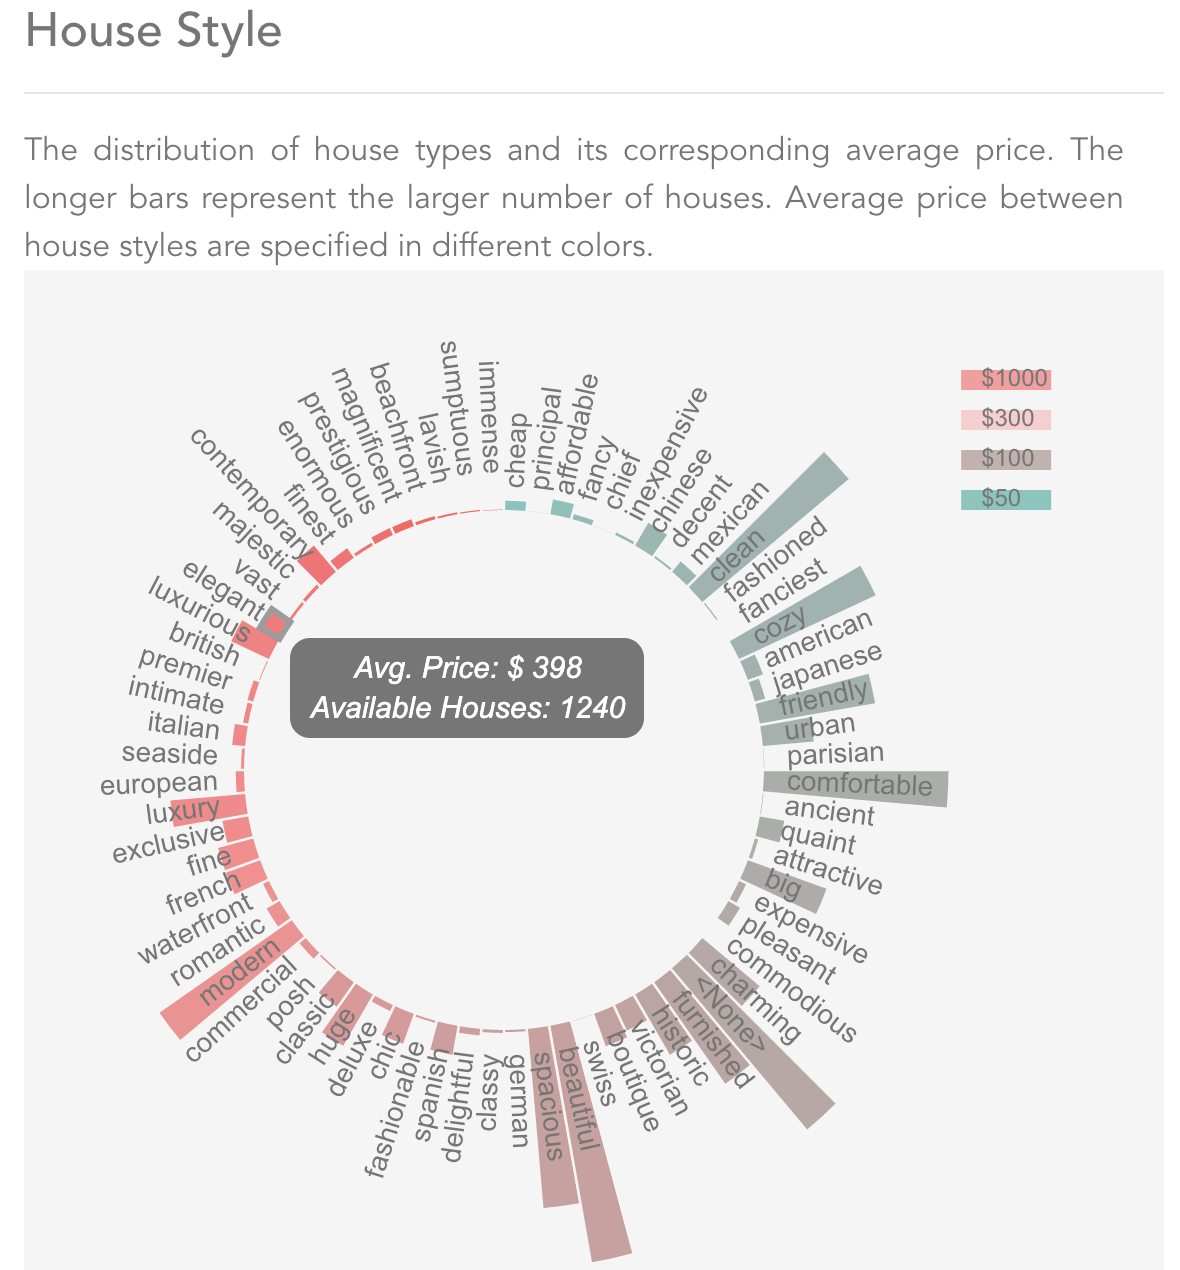 House Style
The distribution of house types and its corresponding average price. The
longer bars represent the larger number of houses. Average price between
house styles are specified in different colors.
$1000
$300
$100
$50
cheap
principal
affordable
fancy
chief
inexpensive
chinese
decent
mexican
clean
fashioned
fanciest
cozy
american
japanese
friendly
urban
parisian
comfortable
ancient
quaint
attractive
big
expensive
pleasant
commodious
charming
<None>
furnished
historic
victorian
boutique
swiss
beautiful
spacious
german
classy
delightful
spanish
fashionable
chic
deluxe
huge
classic
posh
commercial
modern
romantic
waterfront
french
fine
exclusive
luxury
european
seaside
italian
intimate
premier
british
luxurious
elegant
vast
majestic
contemporary
finest
enormous
prestigious
magnificent
beachfront
lavish
sumptuous
immense
Avg. Price: $ 398
Available Houses: 1240